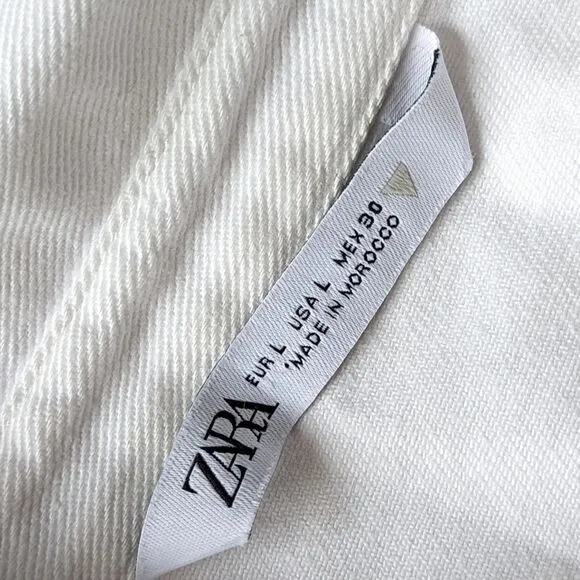 ZARA
EUR L USA L MEX 30
*MADE IN MOROCCO